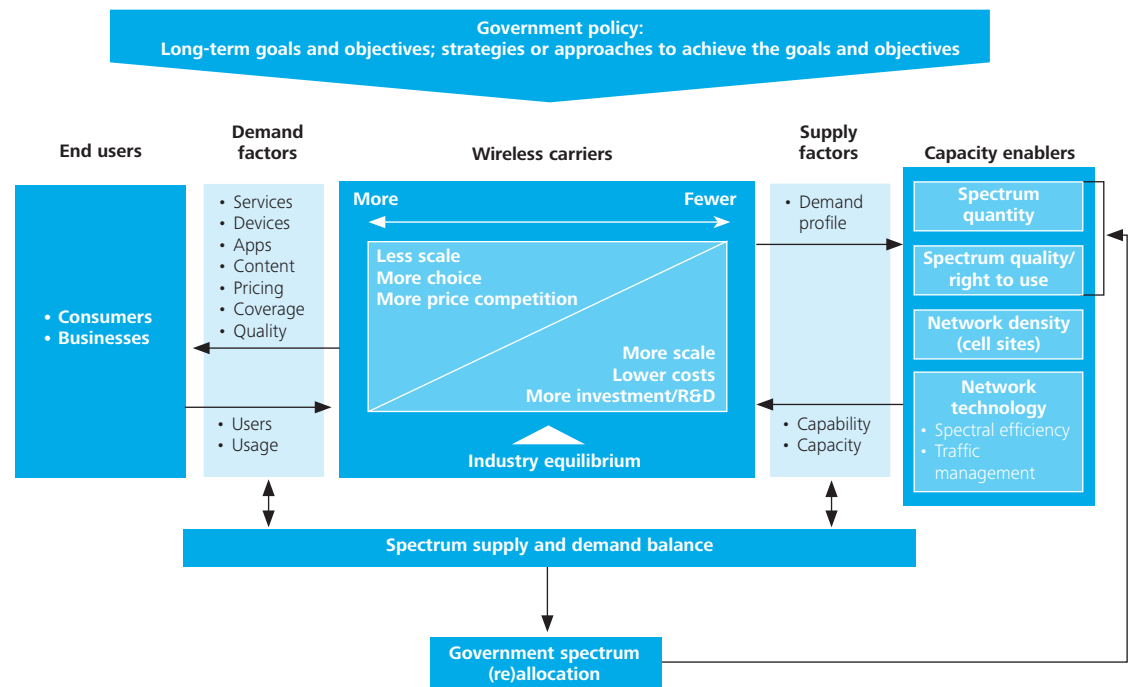 Government policy:
Long-term goals and objectives; strategies or approaches to achieve the goals and objectives
End users
Demand
factors
Wireless carriers
Supply
factors
Capacity enablers
• Consumers
• Businesses
• Services
• Devices
• Apps
• Content
• Pricing
• Coverage
• Quality
• Users
• Usage
More
Fewer
Less scale
More choice
More price competition
More scale
Lower costs
More investment/R&D
Industry equilibrium
• Demand
profile
• Capability
• Capacity
Spectrum
quantity
Spectrum quality/
right to use
Network density
(cell sites)
Network
technology
• Spectral efficiency
• Traffic
management
Spectrum supply and demand balance
Government spectrum
(re)allocation